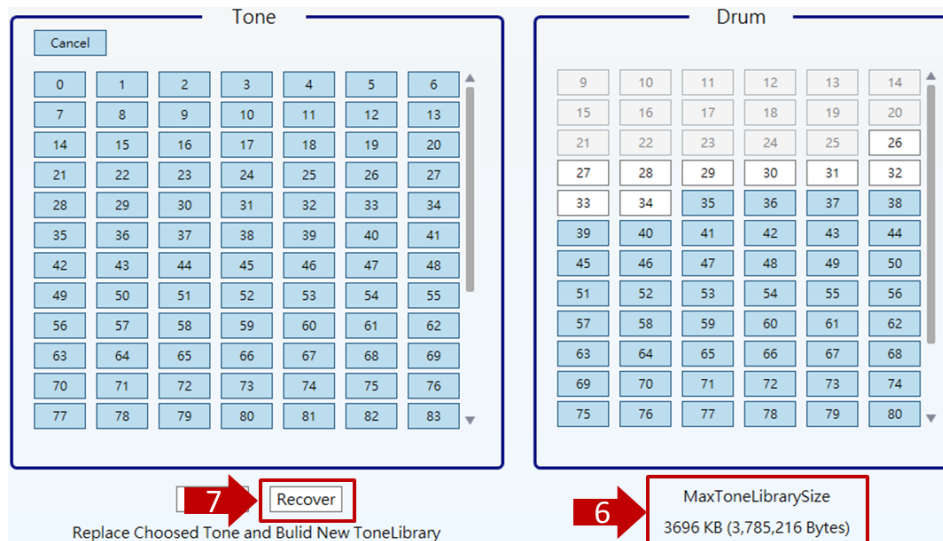 Tone
Cancel
0 1 2 3 4 5 6
7 8 9 10 11 12 13
14 15 16 17 18 19 20
21 22 23 24 25 26 27
28 29 30 31 32 33 34
35 36 37 38 39 40 41
42 43 44 45 46 47 48
49 50 51 52 53 54 55
56 57 58 59 60 61 62
63 64 65 66 67 68 69
70 71 72 73 74 75 76
77 78 79 80 81 82 83
7 Recover
Replace Choosed Tone and Bulid New ToneLibrary
Drum
9 10 11 12 13 14
15 16 17 18 19 20
21 22 23 24 25 26
27 28 29 30 31 32
33 34 35 36 37 38
39 40 41 42 43 44
45 46 47 48 49 50
51 52 53 54 55 56
57 58 59 60 61 62
63 64 65 66 67 68
69 70 71 72 73 74
75 76 77 78 79 80
6
MaxToneLibrarySize
3696 KB (3,785,216 Bytes)